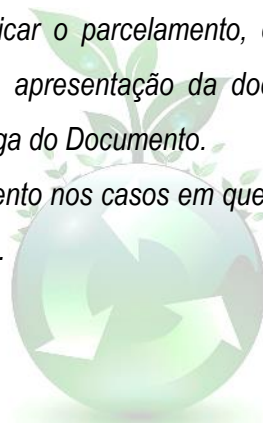 icar o parcelamento,
apresentação da doc
ga do Documento.
ento nos casos em que